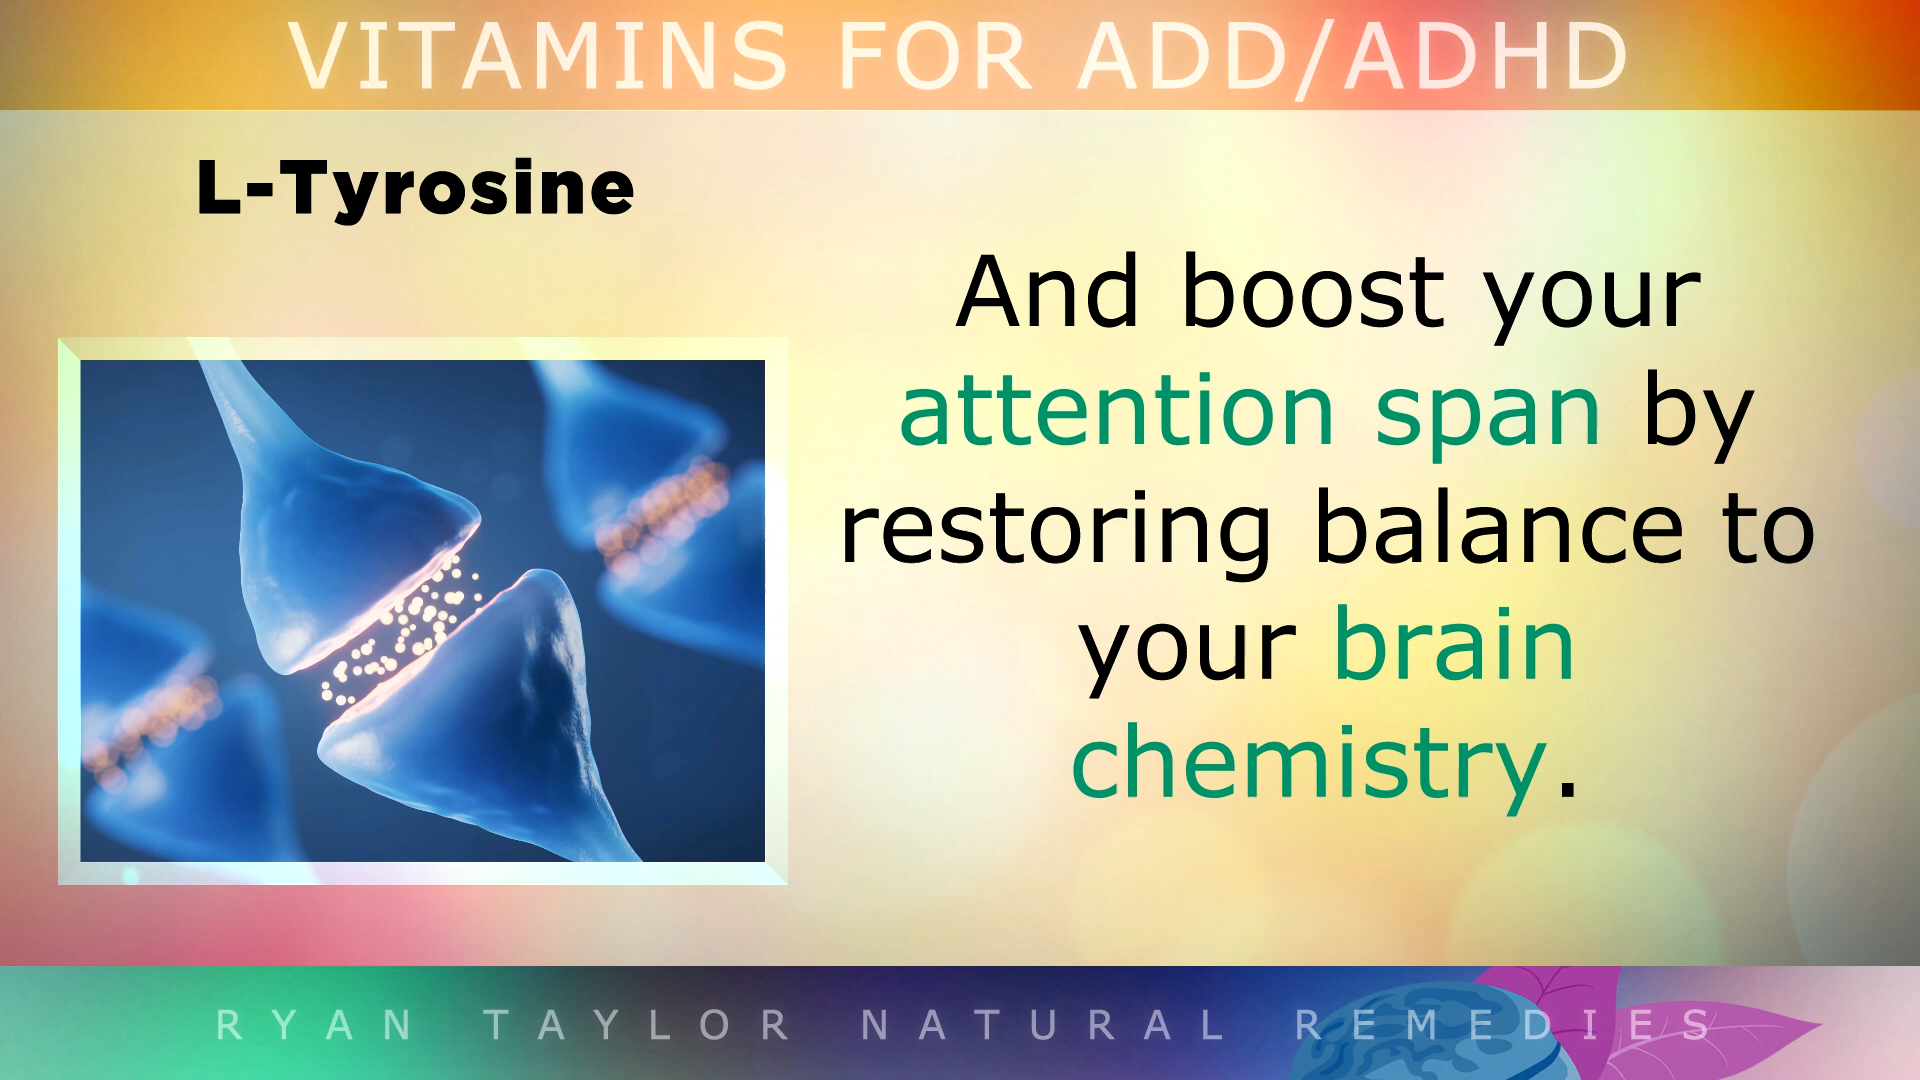 VITAMINS FOR ADD/ADHD
L-Tyrosine
And boost your
attention span by
restoring balance to
your brain
chemistry.
RYAN TAYLOR NATURAL REMEDIES